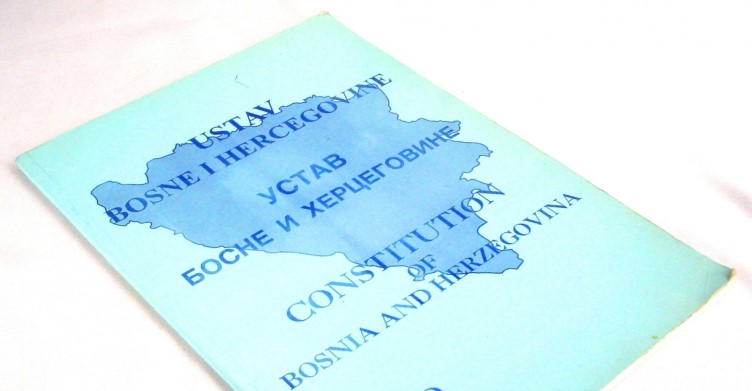 USTAV
BOSNE I HERCEGOVINE
УСТАВ
БОСНЕ И ХЕРЦЕГОВИНЕ
CONSTITUTION
OF
BOSNIA AND HERZEGOVINA